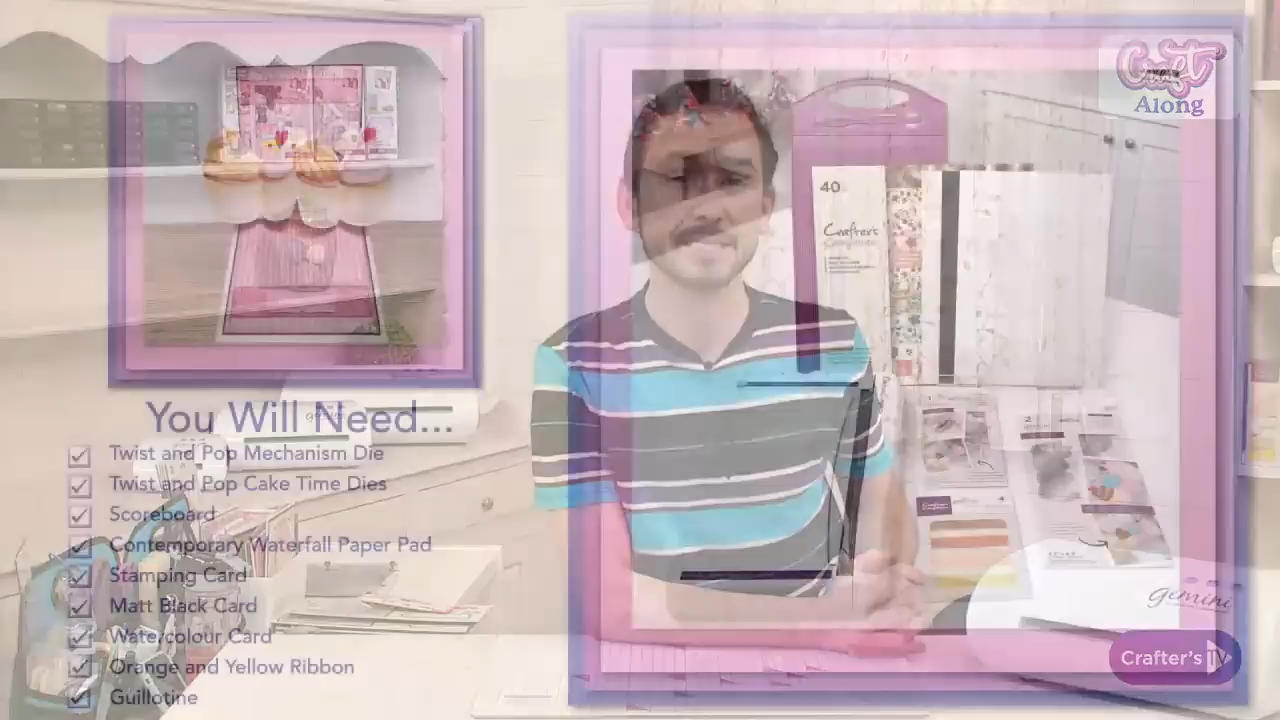 Craft
Along
40
Crafter's
Companion
You Will Need...
Twist and Pop Mechanism Die
Twist and Pop Cake Time Dies
Scoreboard
Contemporary Waterfall Paper Pad
Stamping Card
Matt Black Card
Watercolour Card
Orange and Yellow Ribbon
Guillotine
gemini
Crafter's TV